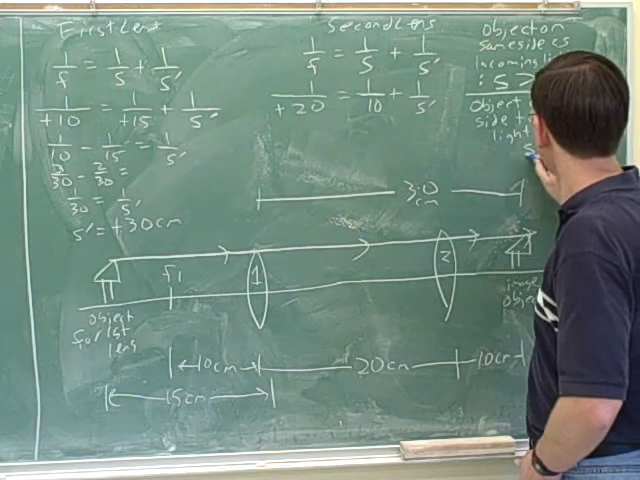 First Lens
1/f = 1/s + 1/s'
1/+10 = 1/+15 + 1/s'
1/10 - 1/15 = 1/s'
3/30 - 2/30 =
1/30 = 1/s'
s' = +30cm
Second Lens
1/f = 1/s + 1/s'
1/+20 = 1/10 + 1/s'
Object on
same side as
Incoming
: S >
Object
side to
light
s
30
cm
f1
1
2
object
for 1st
lens
image
object
10cm
20cm
10cm
15cm